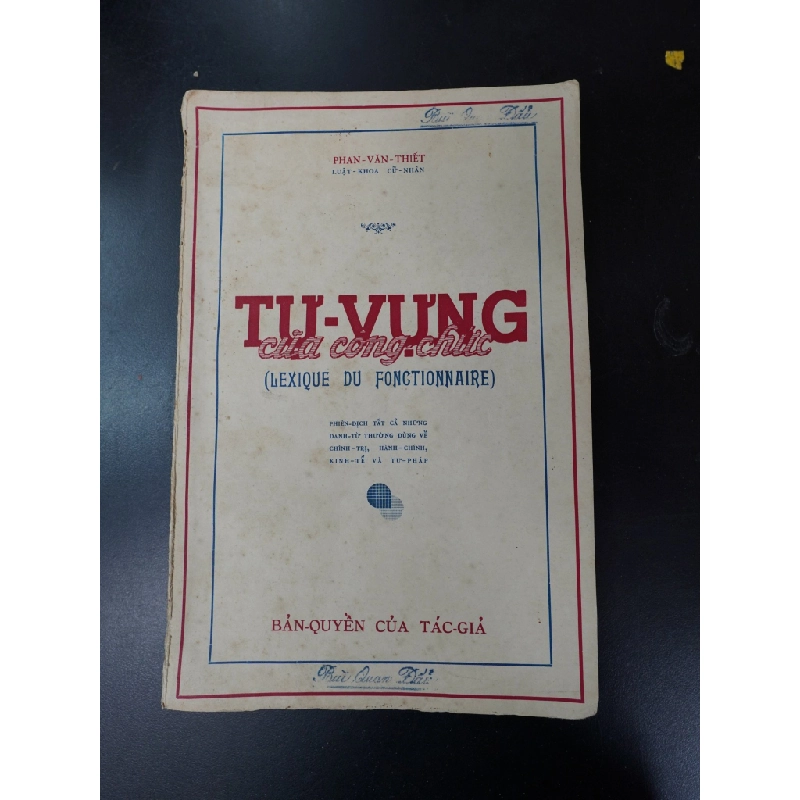 PHAN-VĂN-THIẾT
LUẬT-KHOA CỬ-NHÂN
TỰ-VỰNG
của công-chức
(LEXIQUE DU FONCTIONNAIRE)
PHIÊN-DỊCH TẤT CẢ NHỮNG
DANH-TỪ THƯỜNG DÙNG VỀ
CHÍNH-TRỊ, HÀNH-CHÍNH,
KINH-TẾ VÀ TƯ-PHÁP
BẢN-QUYỀN CỦA TÁC-GIẢ